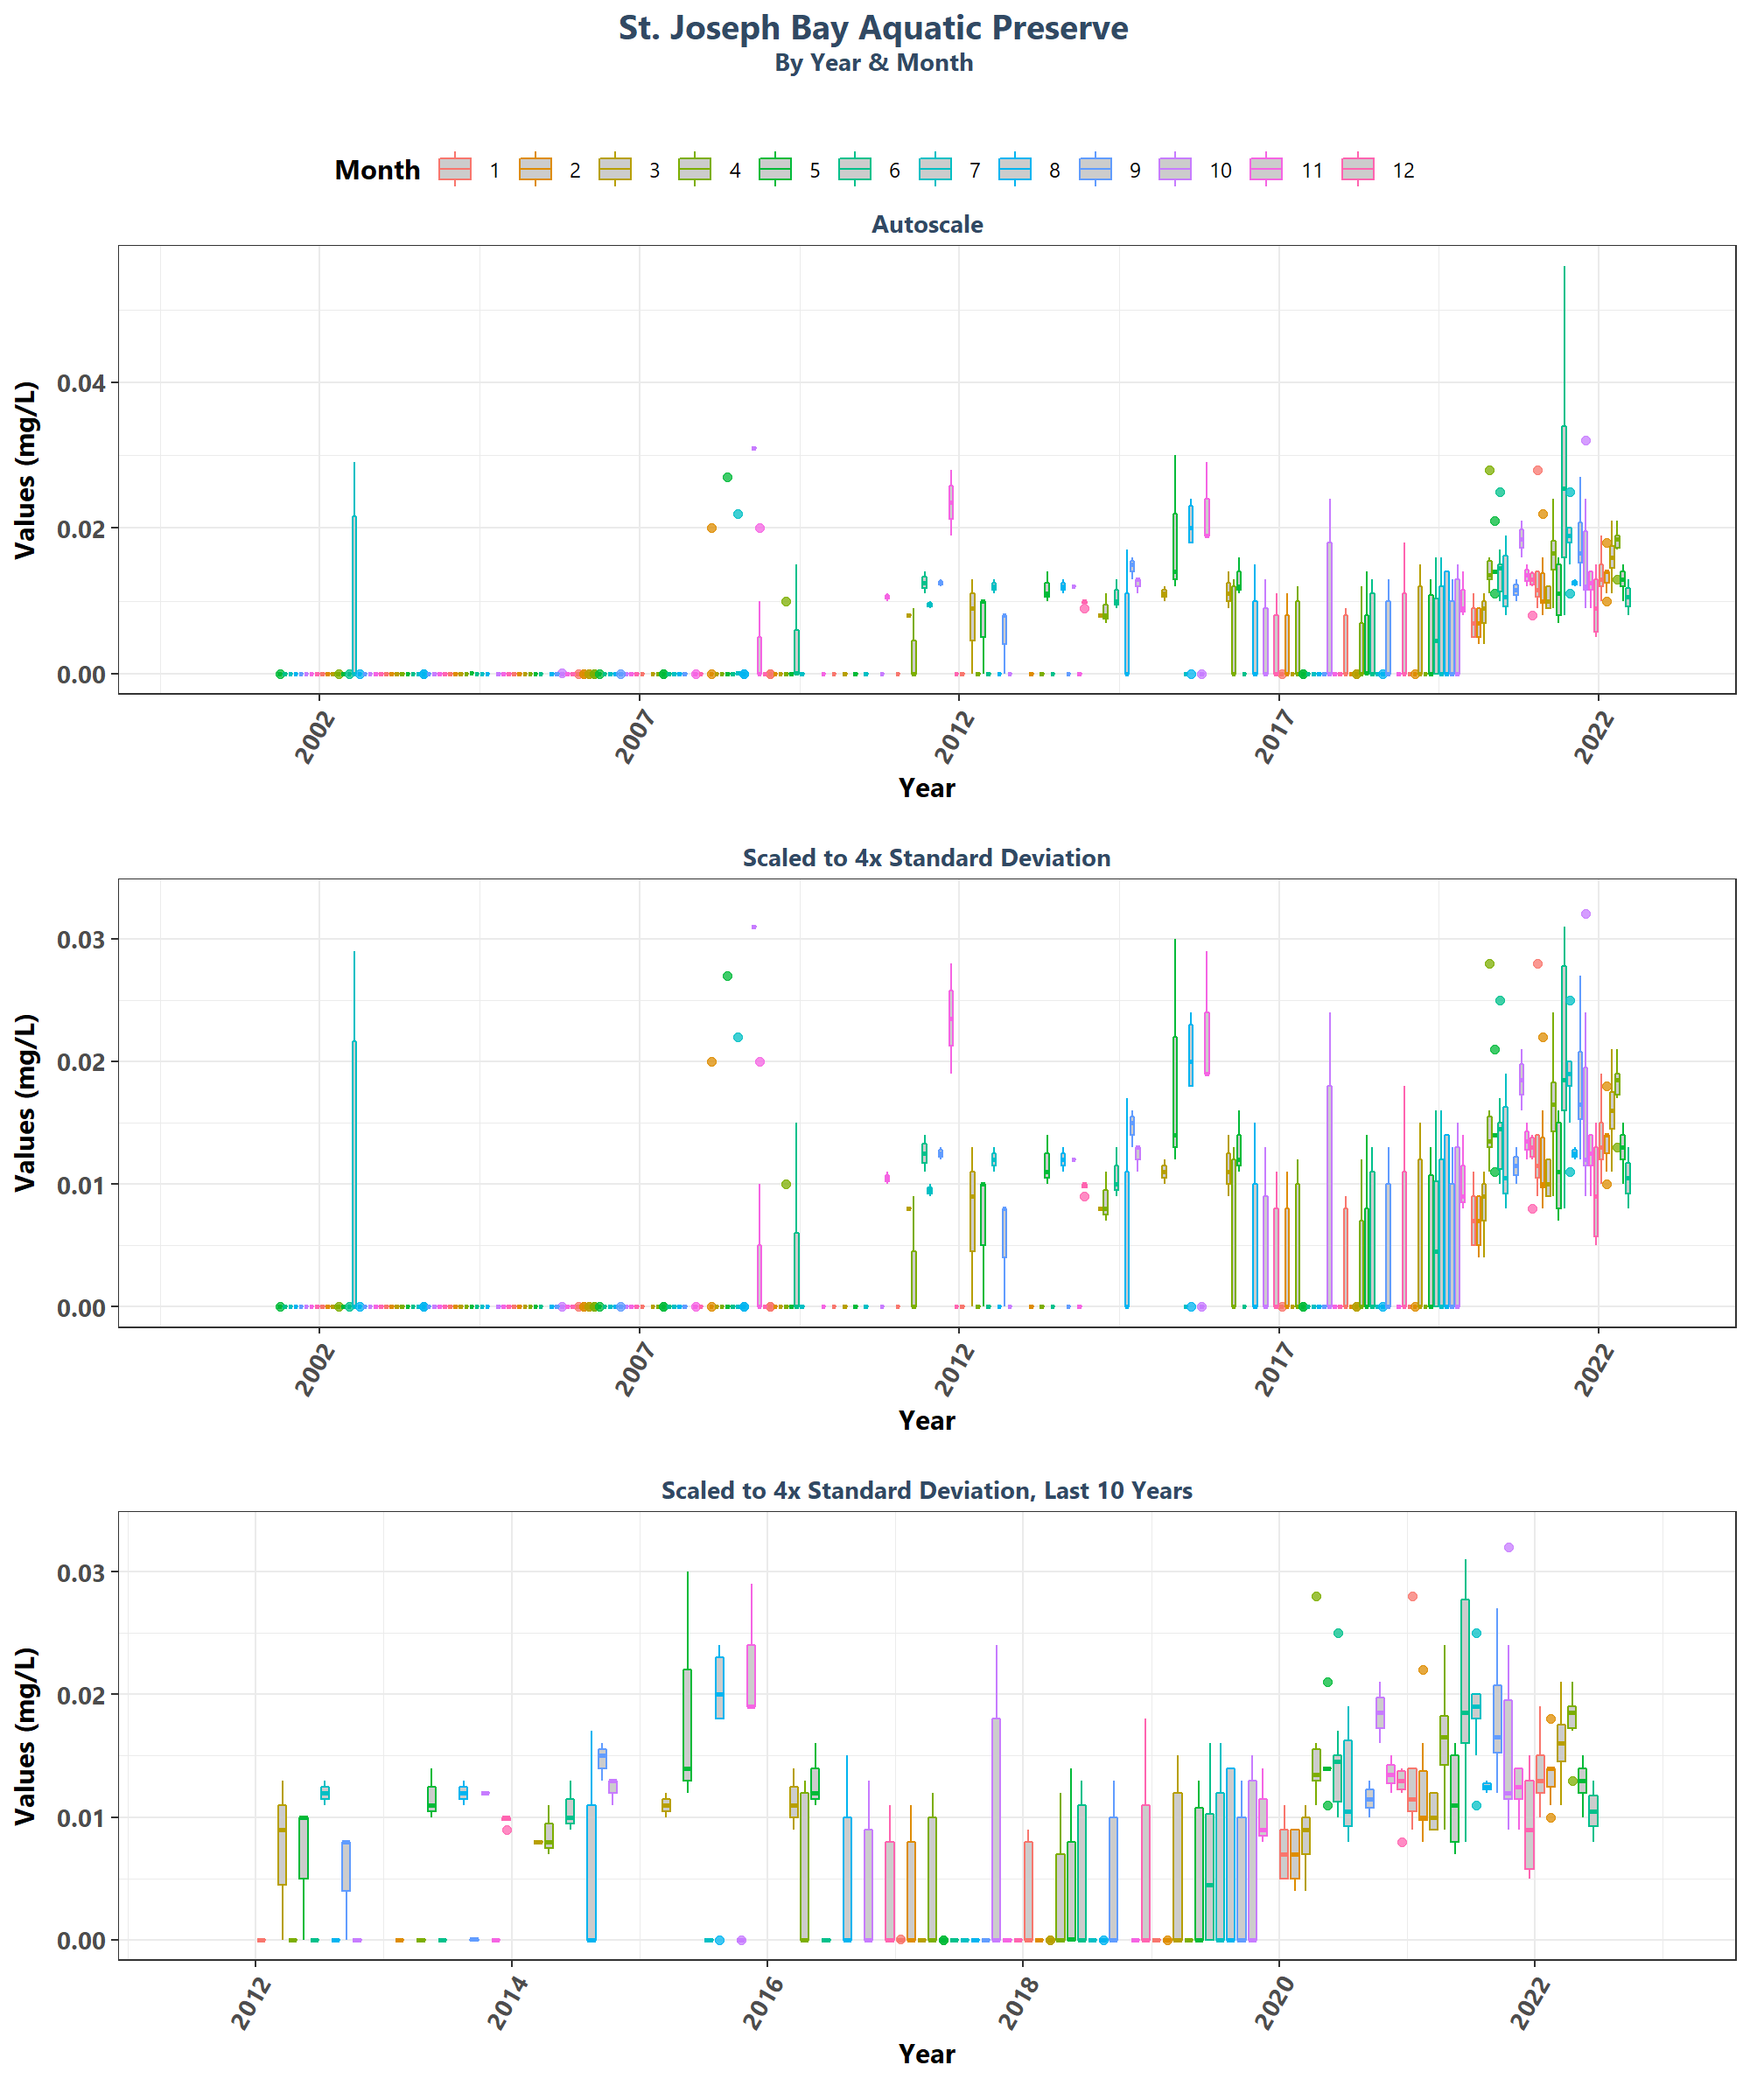 St. Joseph Bay Aquatic Preserve
By Year & Month
Month 1 2 3 4 5 6 7 8 9 10 11 12
Autoscale
Values (mg/L)
0.04
0.02
0.00
2002 2007 2012 2017 2022
Year
Scaled to 4x Standard Deviation
Values (mg/L)
0.03
0.02
0.01
0.00
2002 2007 2012 2017 2022
Year
Scaled to 4x Standard Deviation, Last 10 Years
Values (mg/L)
0.03
0.02
0.01
0.00
2012 2014 2016 2018 2020 2022
Year